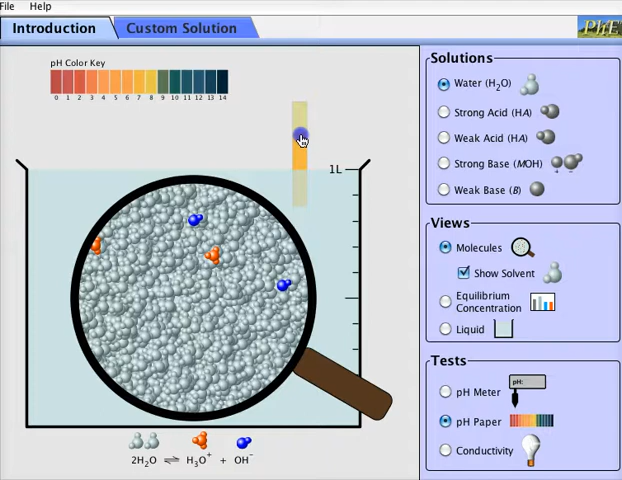 File Help
Introduction
Custom Solution
PhET
pH Color Key
0 1 2 3 4 5 6 7 8 9 10 11 12 13 14
1L
2H₂O ⇌ H₃O⁺ + OH⁻
Solutions
Water (H₂O)
Strong Acid (HA)
Weak Acid (HA)
Strong Base (MOH)
Weak Base (B)
Views
Molecules
Show Solvent
Equilibrium
Concentration
Liquid
Tests
pH Meter
pH:
pH Paper
Conductivity